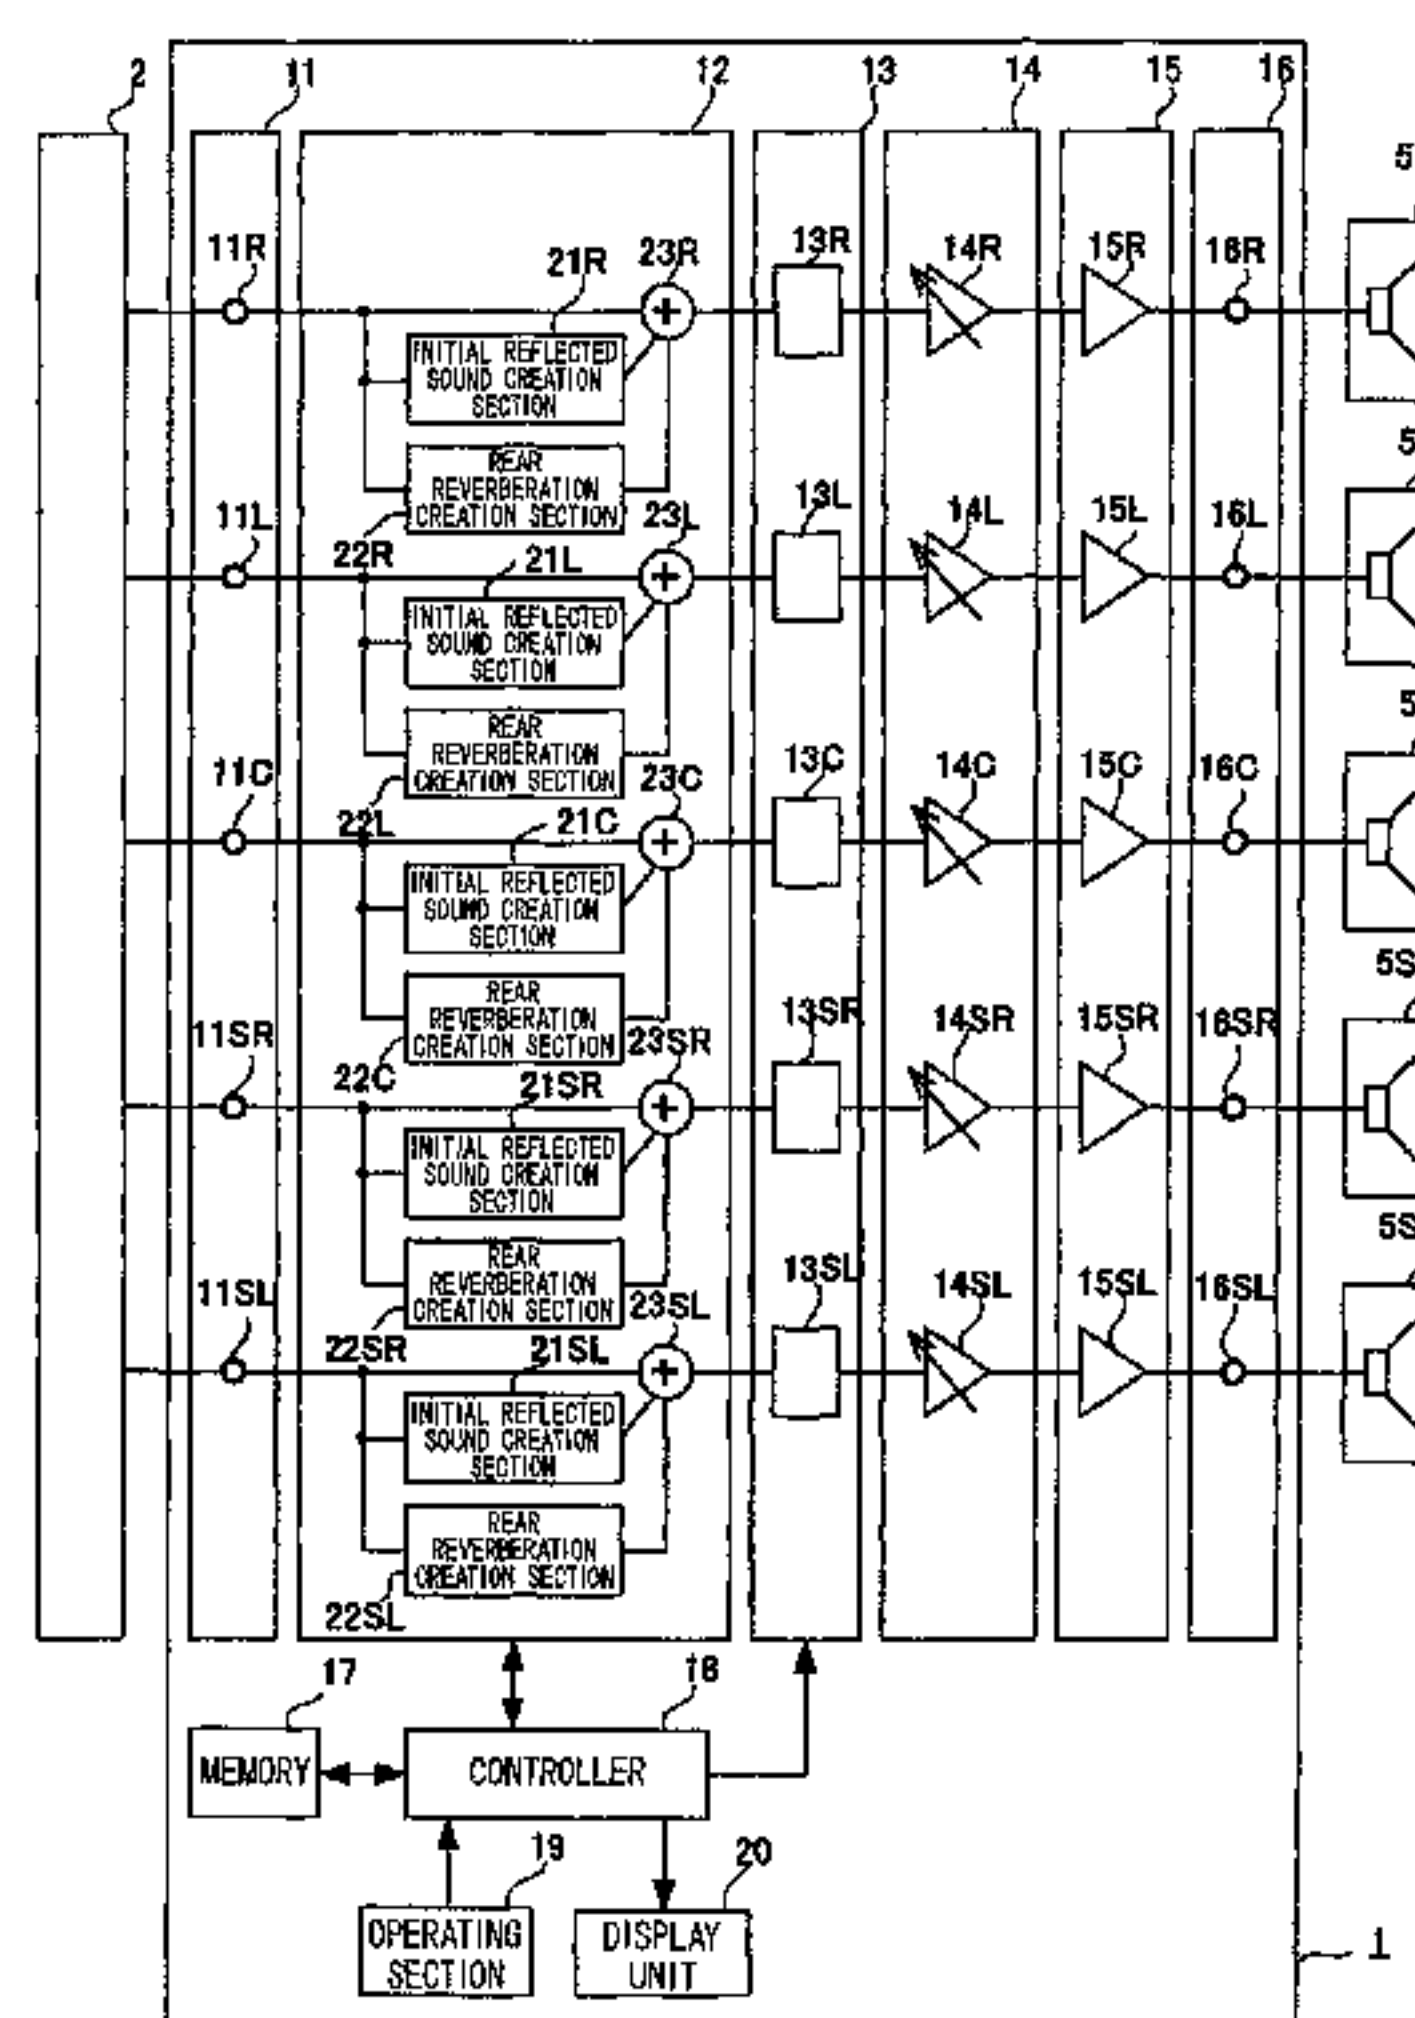 2
11
12
13
14
15
16
5
11R
21R
23R
13R
14R
15R
16R
INITIAL REFLECTED
SOUND CREATION
SECTION
REAR
REVERBERATION
CREATION SECTION
5
11L
22R
21L
23L
13L
14L
15L
16L
INITIAL REFLECTED
SOUND CREATION
SECTION
REAR
REVERBERATION
CREATION SECTION
5
11C
22L
21C
23C
13C
14C
15C
16C
INITIAL REFLECTED
SOUND CREATION
SECTION
REAR
REVERBERATION
CREATION SECTION
5S
11SR
22C
21SR
23SR
13SR
14SR
15SR
16SR
INITIAL REFLECTED
SOUND CREATION
SECTION
REAR
REVERBERATION
CREATION SECTION
5S
11SL
22SR
21SL
23SL
13SL
14SL
15SL
16SL
INITIAL REFLECTED
SOUND CREATION
SECTION
REAR
REVERBERATION
CREATION SECTION
22SL
17
18
MEMORY
CONTROLLER
19
20
OPERATING
SECTION
DISPLAY
UNIT
1